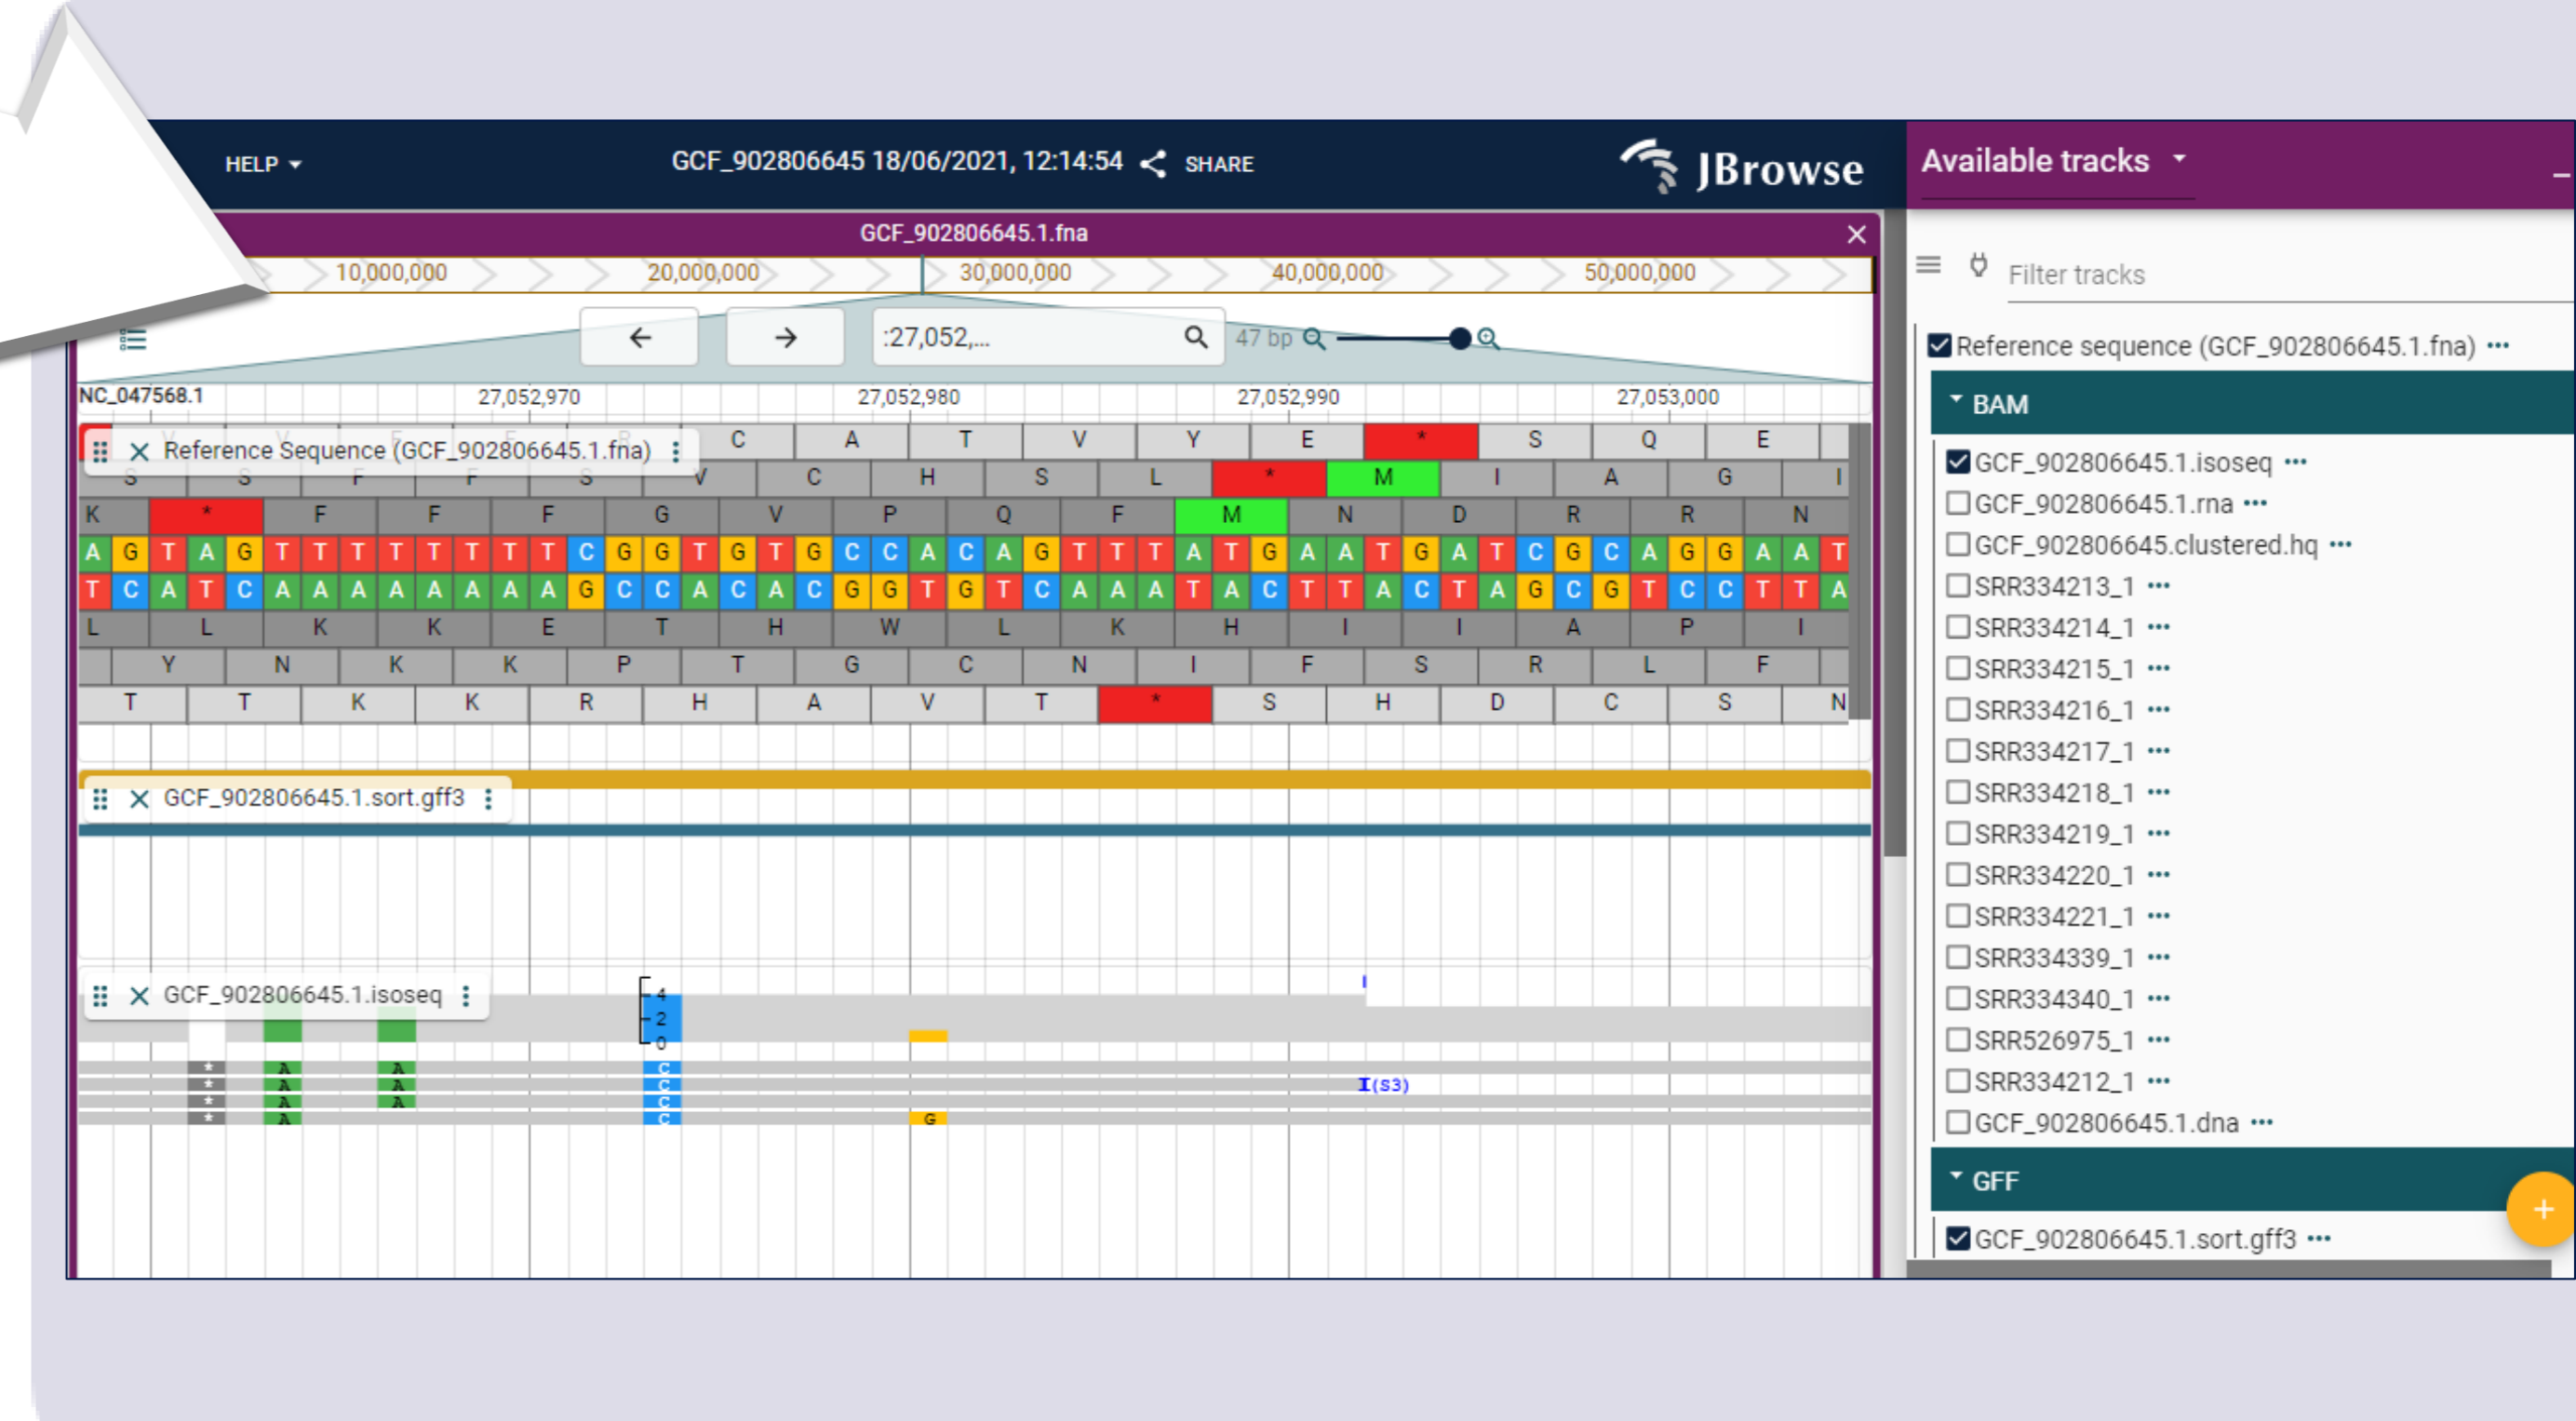 HELP
GCF_902806645 18/06/2021, 12:14:54 SHARE
JBrowse
Available tracks
GCF_902806645.1.fna
10,000,000 20,000,000 30,000,000 40,000,000 50,000,000
Filter tracks
:27,052,... 47 bp
Reference sequence (GCF_902806645.1.fna)
NC_047568.1 27,052,970 27,052,980 27,052,990 27,053,000
BAM
Reference Sequence (GCF_902806645.1.fna) C A T V Y E * S Q E
S S F F S V C H S L * M I A G I
K * F F F G V P Q F M N D R R N
A G T A G T T T T T T T T C G G T G T G C C A C A G T T T A T G A A T G A T C G C A G G A A T
T C A T C A A A A A A A A G C C A C A C G G T G T C A A A T A C T T A C T A G C G T C C T T A
L L K K E T H W L K H I I A P I
Y N K K P T G C N I F S R L F
T T K K R H A V T * S H D C S N
GCF_902806645.1.isoseq
GCF_902806645.1.rna
GCF_902806645.clustered.hq
SRR334213_1
SRR334214_1
SRR334215_1
SRR334216_1
SRR334217_1
SRR334218_1
SRR334219_1
SRR334220_1
SRR334221_1
SRR334339_1
SRR334340_1
SRR526975_1
SRR334212_1
GCF_902806645.1.dna
GFF
GCF_902806645.1.sort.gff3
GCF_902806645.1.sort.gff3
GCF_902806645.1.isoseq 4
2
0
* A A C
* A A C I(S3)
* A A C
* A C G